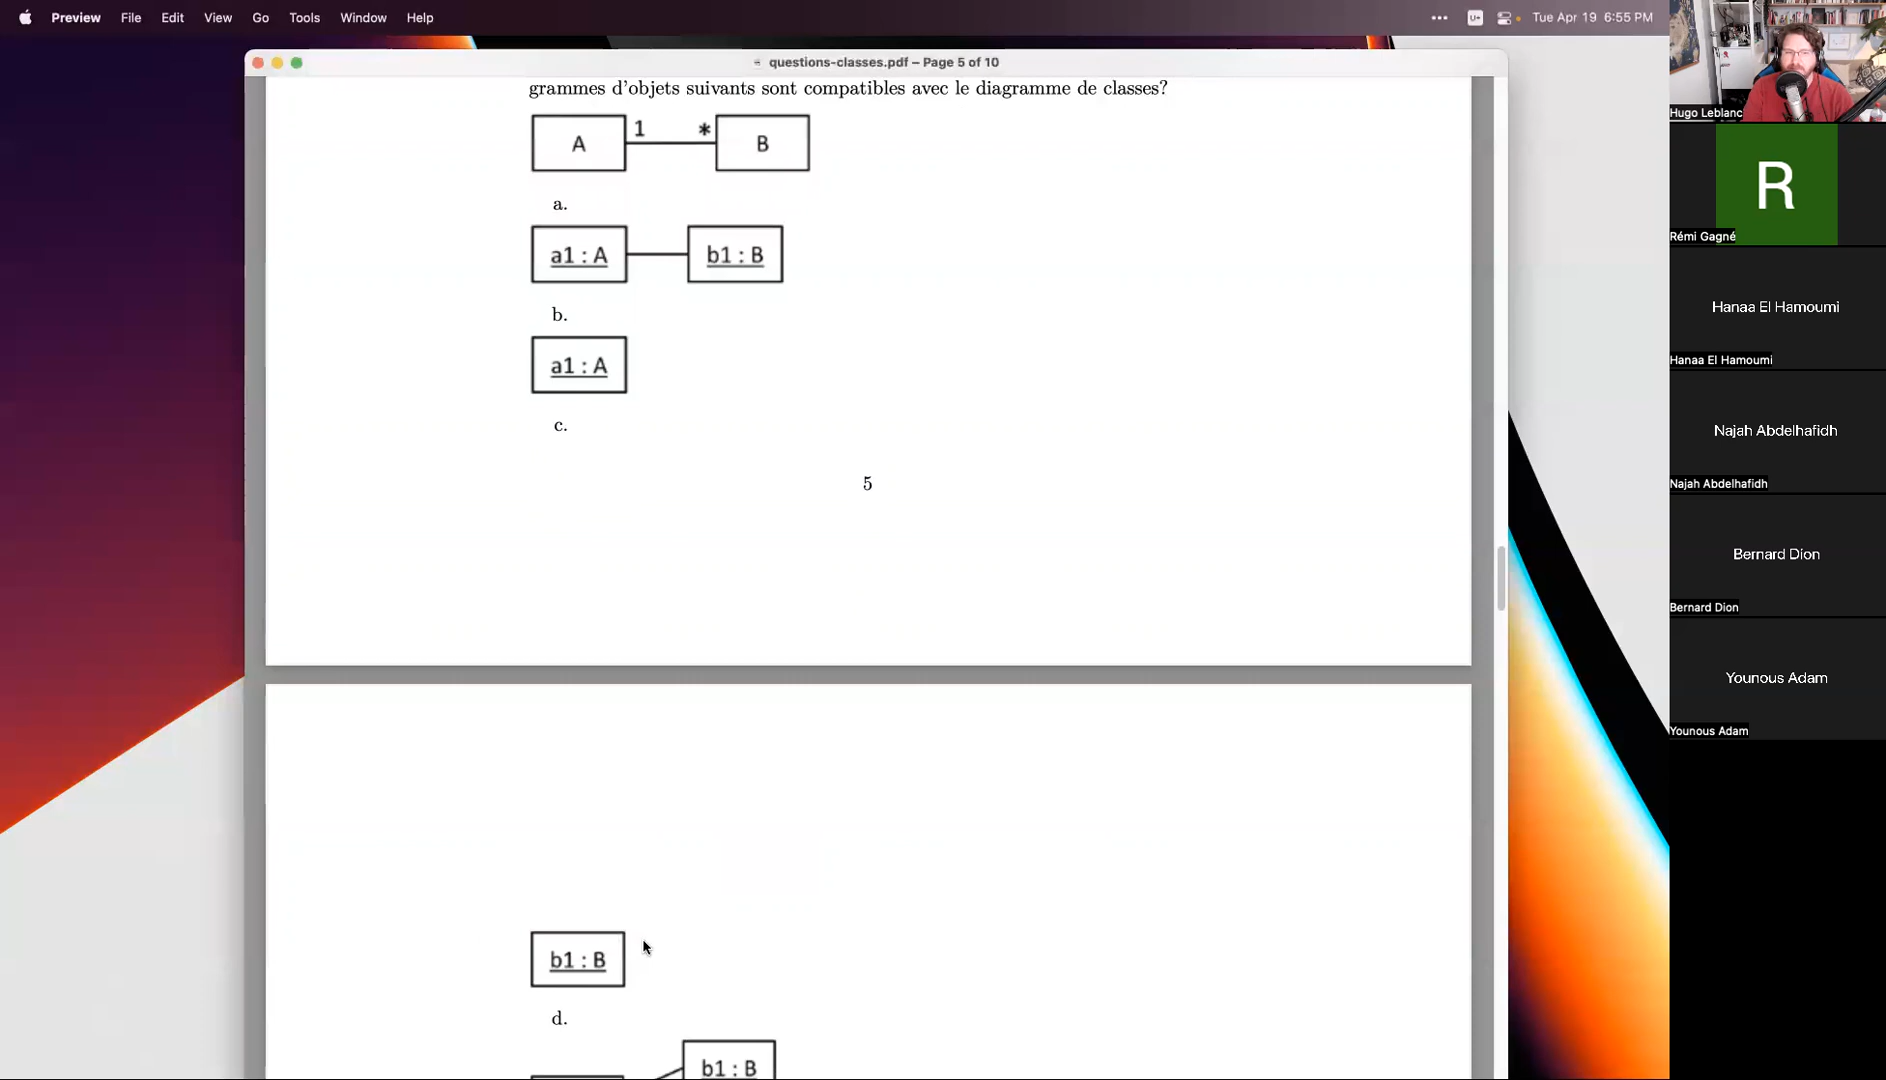 Preview File Edit View Go Tools Window Help
••• U+ Tue Apr 19 6:55 PM
questions-classes.pdf – Page 5 of 10
grammes d'objets suivants sont compatibles avec le diagramme de classes?
A 1 * B
a.
a1 : A b1 : B
b.
a1 : A
c.
5
b1 : B
d.
b1 : B
Hugo Leblanc
R
Rémi Gagné
Hanaa El Hamoumi
Hanaa El Hamoumi
Najah Abdelhafidh
Najah Abdelhafidh
Bernard Dion
Bernard Dion
Younous Adam
Younous Adam